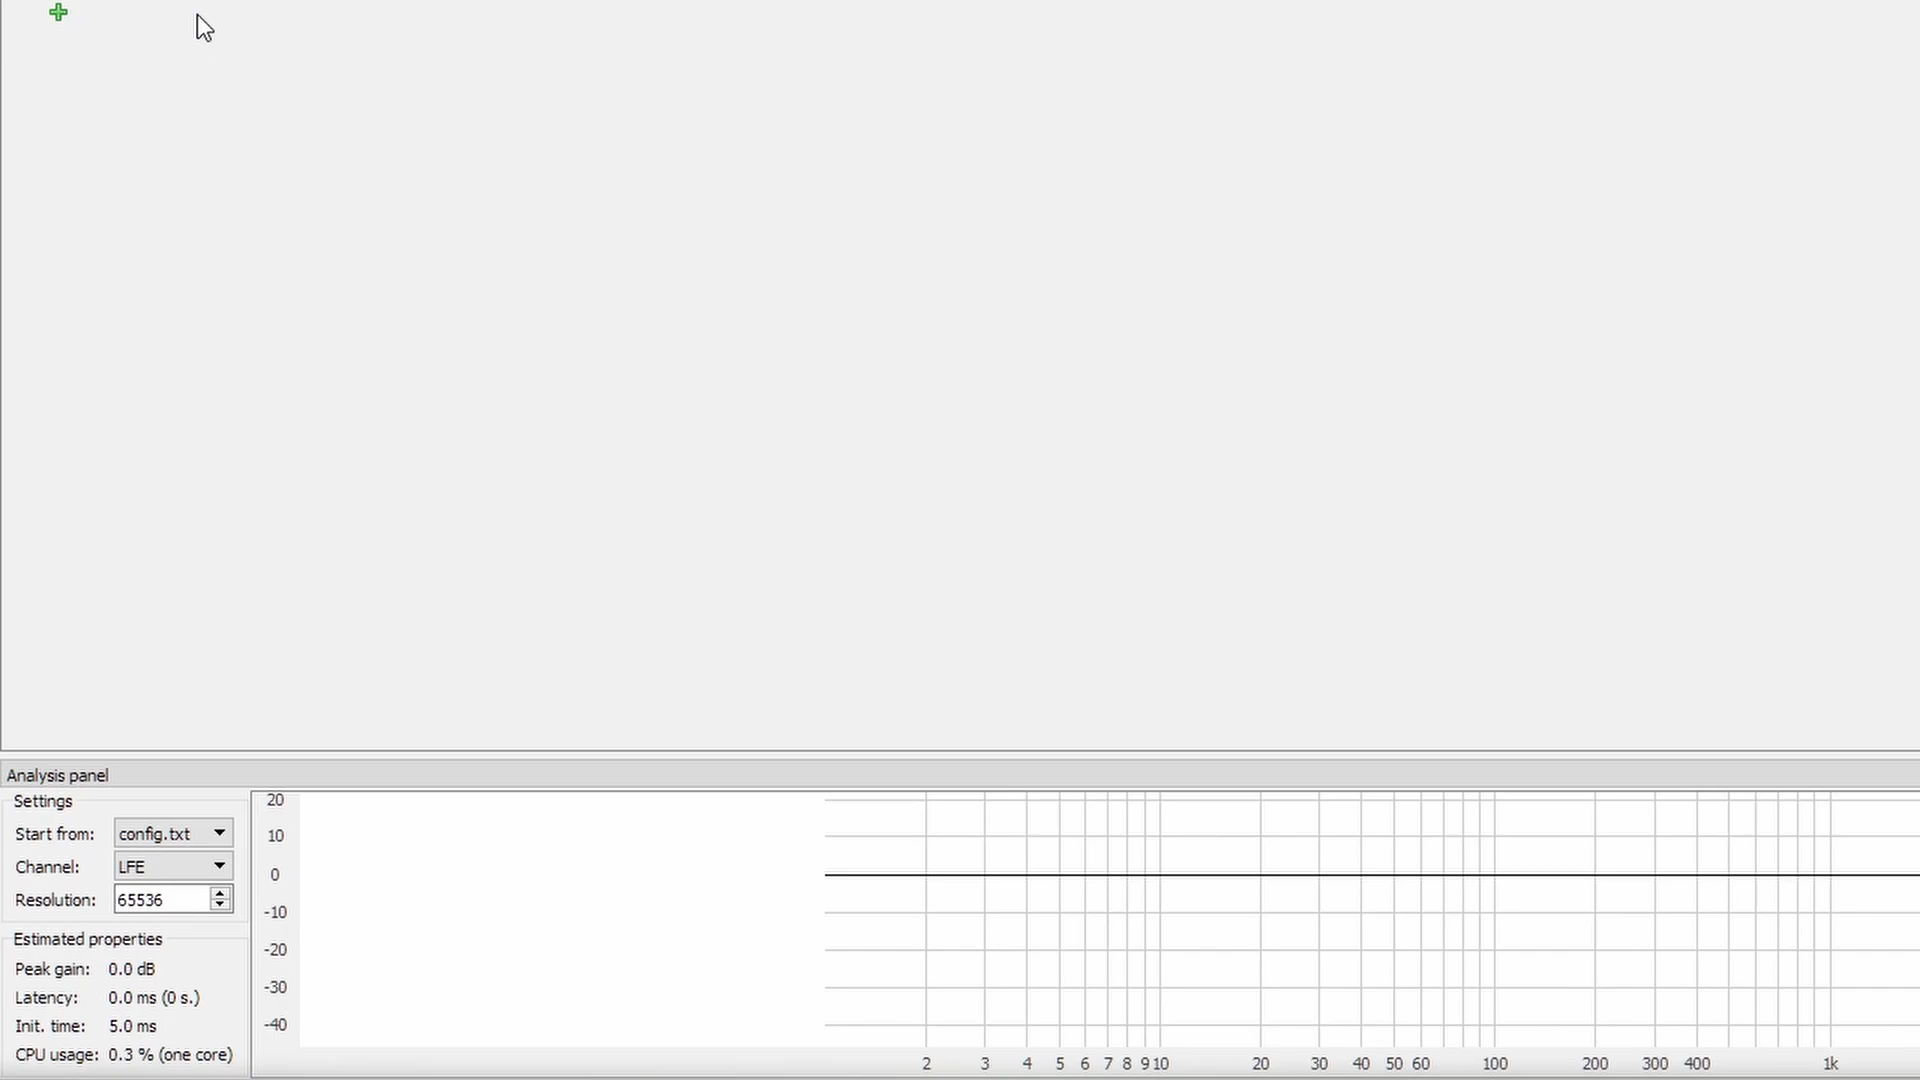 Analysis panel
Settings
Start from: config.txt
Channel: LFE
Resolution: 65536
Estimated properties
Peak gain: 0.0 dB
Latency: 0.0 ms (0 s.)
Init. time: 5.0 ms
CPU usage: 0.3 % (one core)
20
10
0
-10
-20
-30
-40
2 3 4 5 6 7 8 9 10 20 30 40 50 60 100 200 300 400 1k